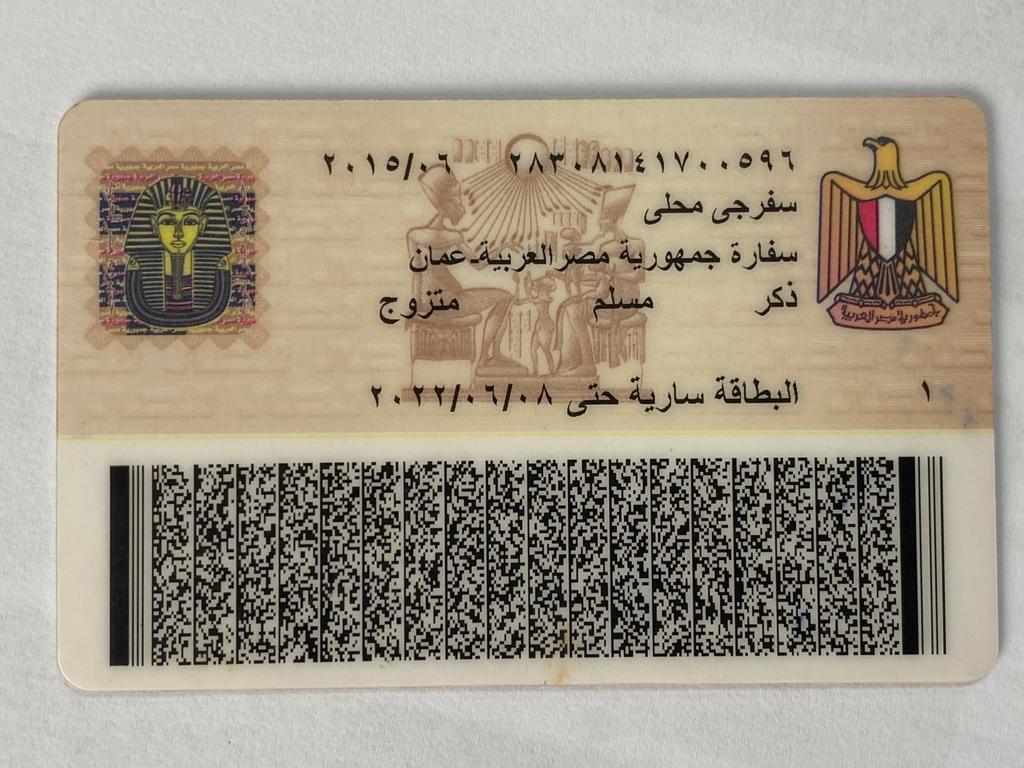 ٢٨٣٠٨١٤١٧٠٠٥٩٦ ٢٠١٥/٠٦
سفرجى محلى
سفارة جمهورية مصر العربية-عمان
ذكر مسلم متزوج
البطاقة سارية حتى ٢٠٢٢/٠٦/٠٨
١
جمهورية مصر العربية